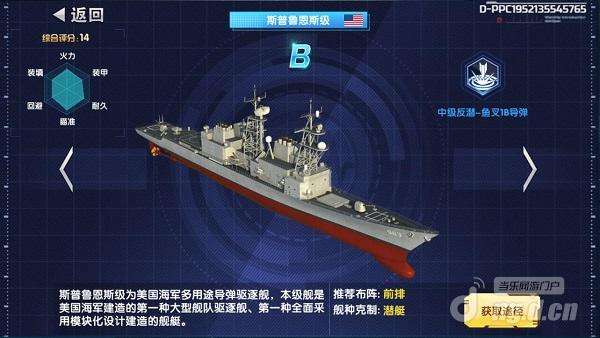 返回
斯普鲁恩斯级
D-PPC1952135545765
综合评分:14
B
火力
装填
装甲
回避
耐久
瞄准
中级反潜-鱼叉1B导弹
斯普鲁恩斯级为美国海军多用途导弹驱逐舰，本级舰是
美国海军建造的第一种大型舰队驱逐舰、第一种全面采
用模块化设计建造的舰艇。
推荐布阵: 前排
舰种克制: 潜艇
当乐网游门户
获取途径